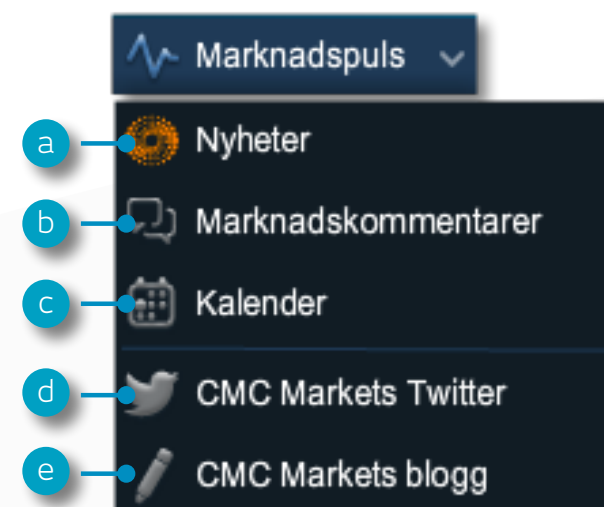 Marknadspuls
a Nyheter
b Marknadskommentarer
c Kalender
d CMC Markets Twitter
e CMC Markets blogg